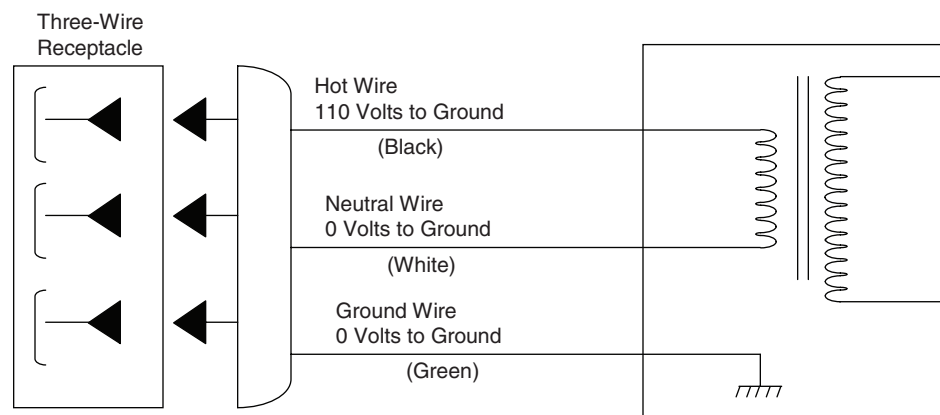 Three-Wire
Receptacle
Hot Wire
110 Volts to Ground
(Black)
Neutral Wire
0 Volts to Ground
(White)
Ground Wire
0 Volts to Ground
(Green)